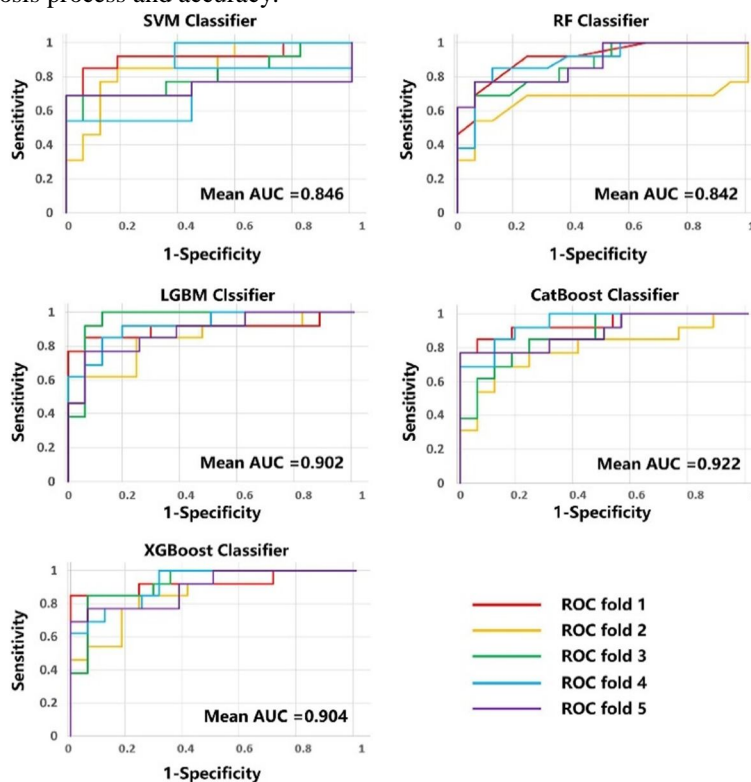 osis process and accuracy.
SVM Classifier
1
0.8
0.6
0.4
0.2
0
Sensitivity
Mean AUC =0.846
0 0.2 0.4 0.6 0.8 1
1-Specificity
RF Classifier
1
0.8
0.6
0.4
0.2
0
Sensitivity
Mean AUC =0.842
0 0.2 0.4 0.6 0.8 1
1-Specificity
LGBM Clssifier
1
0.8
0.6
0.4
0.2
0
Sensitivity
Mean AUC =0.902
0 0.2 0.4 0.6 0.8 1
1-Specificity
CatBoost Classifier
1
0.8
0.6
0.4
0.2
0
Sensitivity
Mean AUC =0.922
0 0.2 0.4 0.6 0.8 1
1-Specificity
XGBoost Classifier
1
0.8
0.6
0.4
0.2
0
Sensitivity
Mean AUC =0.904
0 0.2 0.4 0.6 0.8 1
1-Specificity
ROC fold 1
ROC fold 2
ROC fold 3
ROC fold 4
ROC fold 5